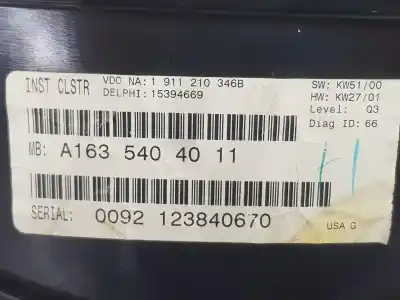 INST CLSTR
VDO NA: 1 911 210 346B
DELPHI: 15394669
SW: KW51/00
HW: KW27/01
Level: Q3
Diag ID: 66
MB: A163 540 40 11
SERIAL: 0092 123840670
USA G